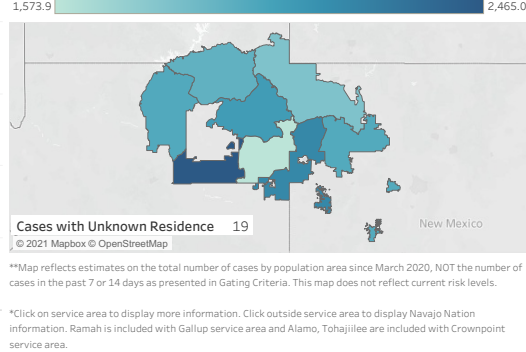 1,573.9
2,465.0
New Mexico
Cases with Unknown Residence 19
© 2021 Mapbox © OpenStreetMap
**Map reflects estimates on the total number of cases by population area since March 2020, NOT the number of
cases in the past 7 or 14 days as presented in Gating Criteria. This map does not reflect current risk levels.
*Click on service area to display more information. Click outside service area to display Navajo Nation
information. Ramah is included with Gallup service area and Alamo, Tohajiilee are included with Crownpoint
service area.